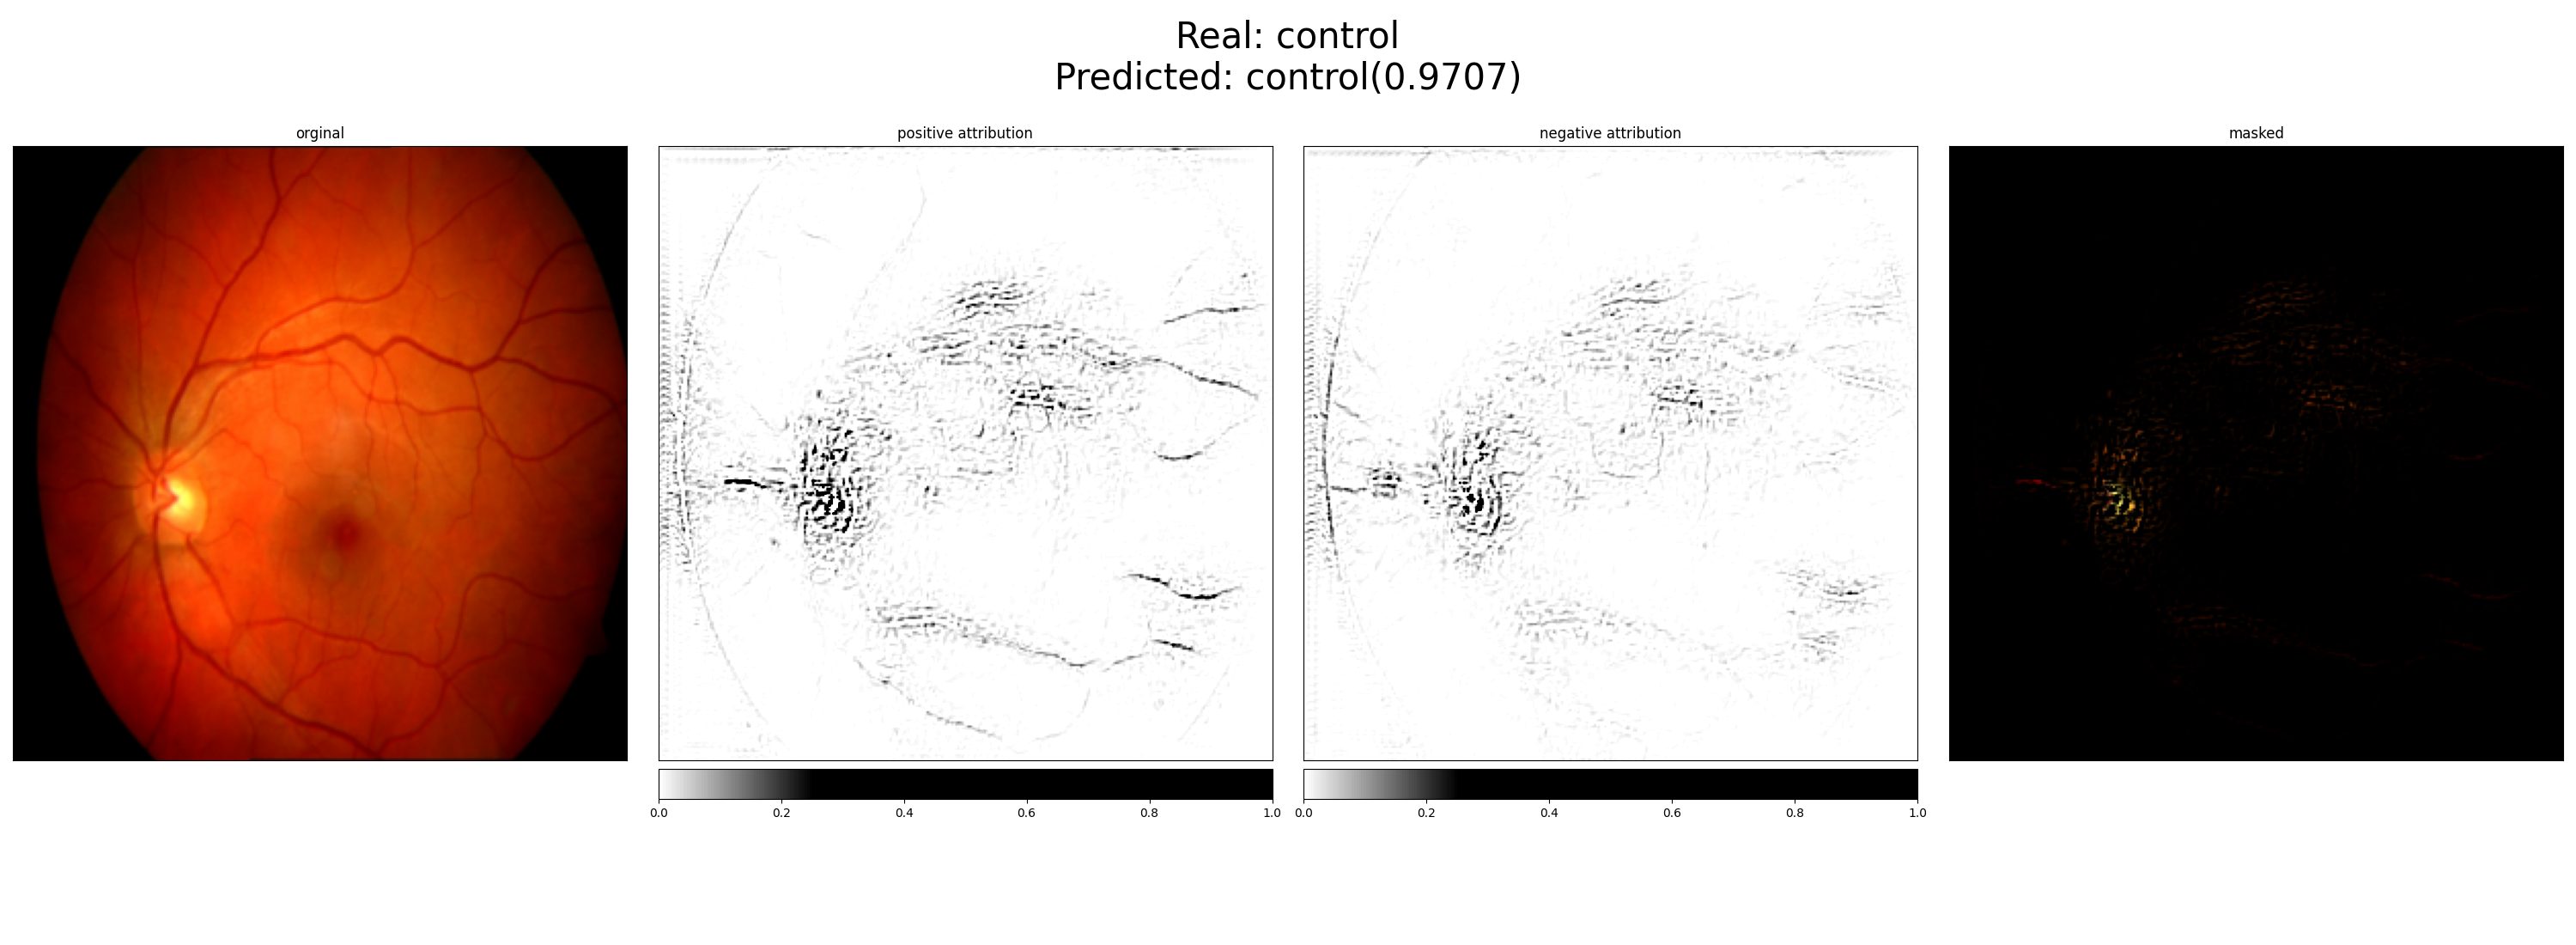 Real: control
Predicted: control(0.9707)
orginal
positive attribution
negative attribution
masked
0.0 0.2 0.4 0.6 0.8 1.0
0.0 0.2 0.4 0.6 0.8 1.0